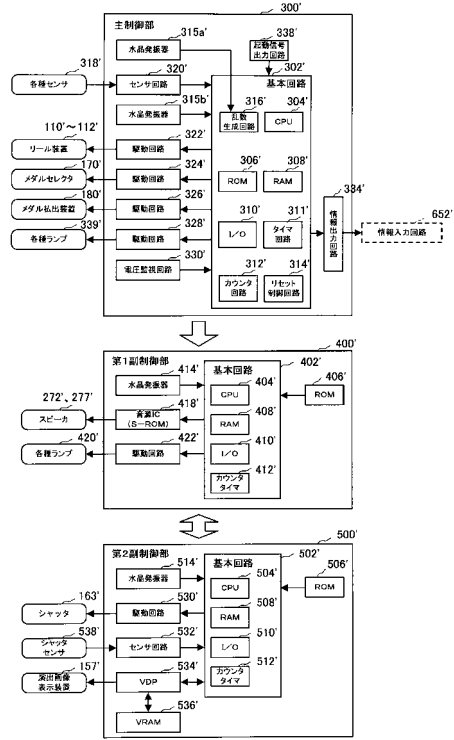 300'
主制御部
315a'
水晶発振器
338'
起動信号
出力回路
318'
各種センサ
320'
センサ回路
302'
基本回路
315b'
水晶発振器
316'
乱数
生成回路
304'
CPU
110'～112'
リール装置
322'
駆動回路
170'
メダルセレクタ
324'
駆動回路
306'
ROM
308'
RAM
180'
メダル払出装置
326'
駆動回路
334'
情報出力回路
652'
情報入力回路
339'
各種ランプ
328'
駆動回路
310'
I/O
311'
タイマ
回路
330'
電圧監視回路
312'
カウンタ
回路
314'
リセット
制御回路
400'
第1副制御部
414'
水晶発振器
402'
基本回路
404'
CPU
406'
ROM
272'、277'
スピーカ
418'
音源IC
(S-ROM)
408'
RAM
420'
各種ランプ
422'
駆動回路
410'
I/O
412'
カウンタ
タイマ
500'
第2副制御部
514'
水晶発振器
502'
基本回路
504'
CPU
506'
ROM
163'
シャッタ
530'
駆動回路
508'
RAM
538'
シャッタ
センサ
532'
センサ回路
510'
I/O
157'
演出画像
表示装置
534'
VDP
512'
カウンタ
タイマ
536'
VRAM